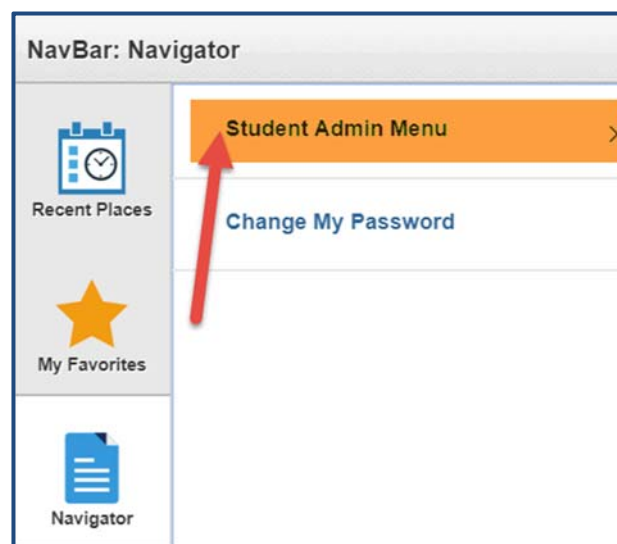 NavBar: Navigator
Recent Places
My Favorites
Navigator
Student Admin Menu
Change My Password